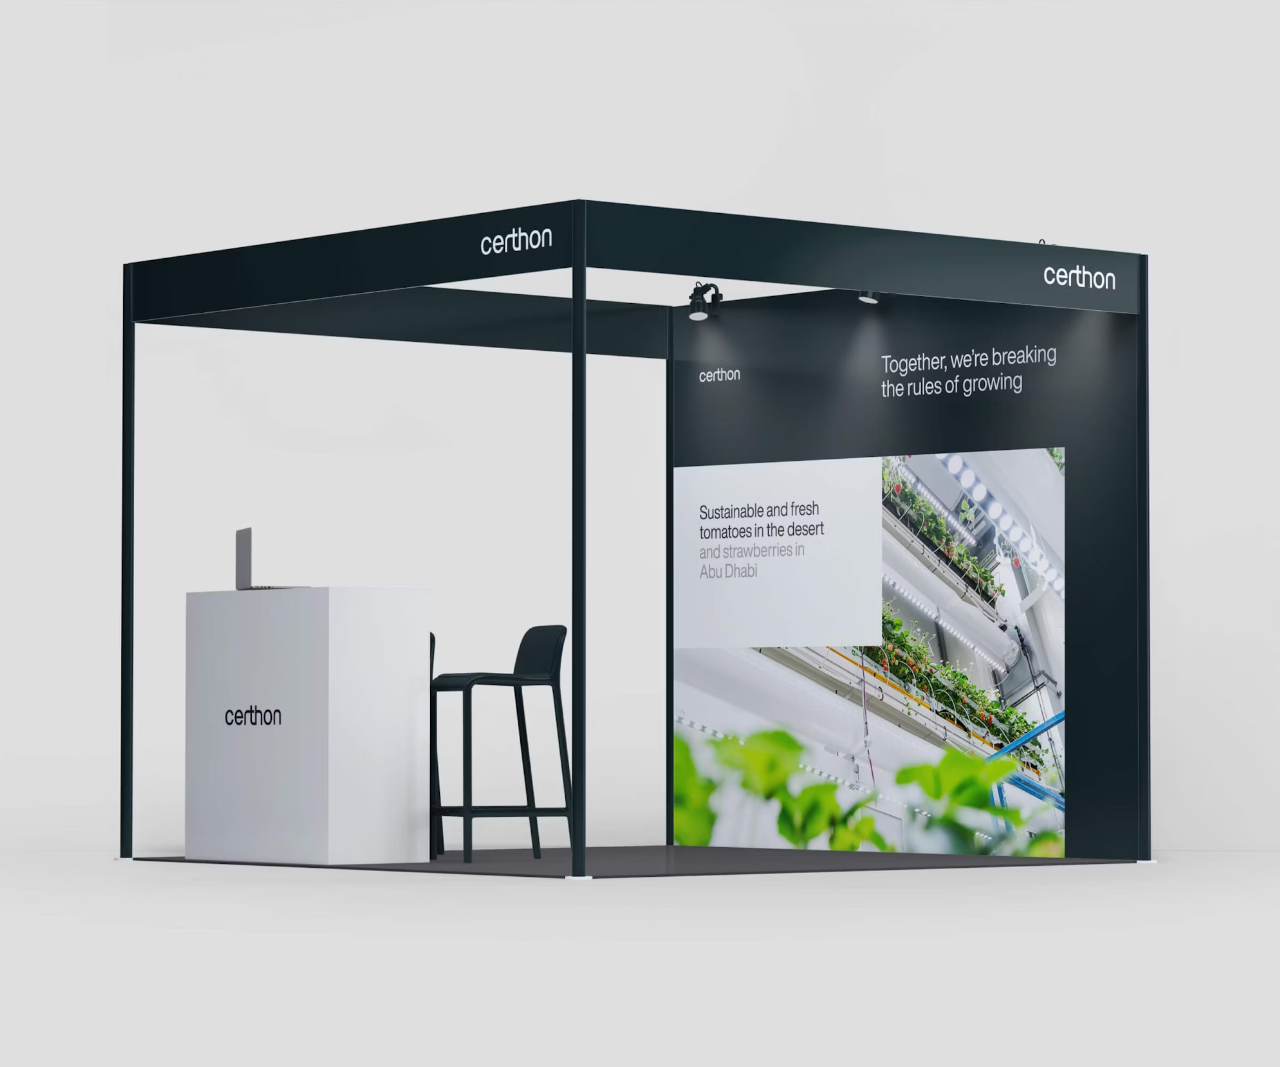 certhon
certhon
certhon
Together, we're breaking
the rules of growing
Sustainable and fresh
tomatoes in the desert
and strawberries in
Abu Dhabi
certhon